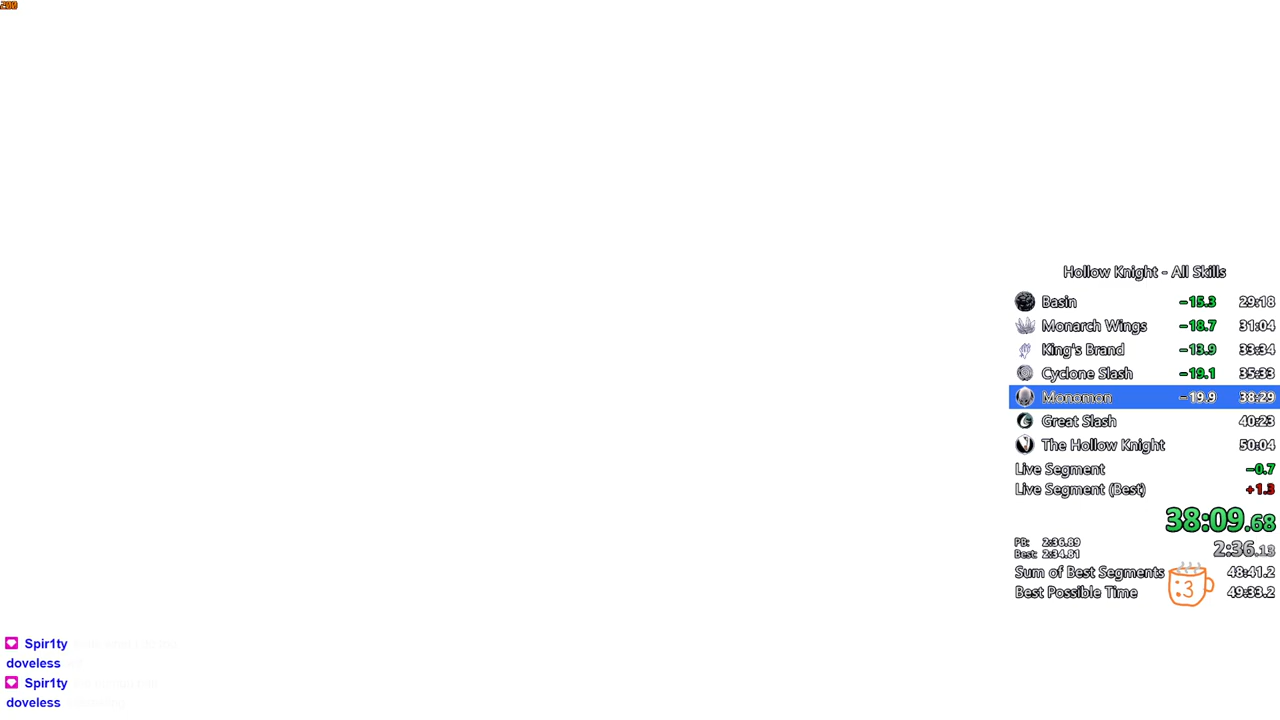 200
Hollow Knight - All Skills
Basin -15.3 29:18
Monarch Wings -18.7 31:04
King's Brand -13.9 33:34
Cyclone Slash -19.1 35:33
Monomon -19.9 38:29
Great Slash 40:23
The Hollow Knight 50:04
Live Segment -0.7
Live Segment (Best) +1.3
38:09.68
PB: 2:36.89
Best: 2:34.81
2:36.13
Sum of Best Segments 48:41.2
Best Possible Time 49:33.2
Spir1ty
doveless
Spir1ty
doveless